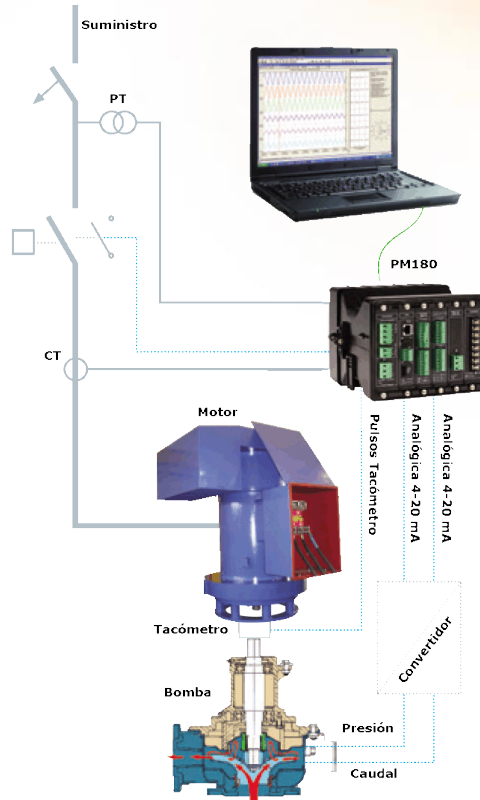 Suministro
PT
PM180
CT
Motor
Pulsos Tacómetro
Analógica 4-20 mA
Analógica 4-20 mA
Tacómetro
Convertidor
Bomba
Presión
Caudal